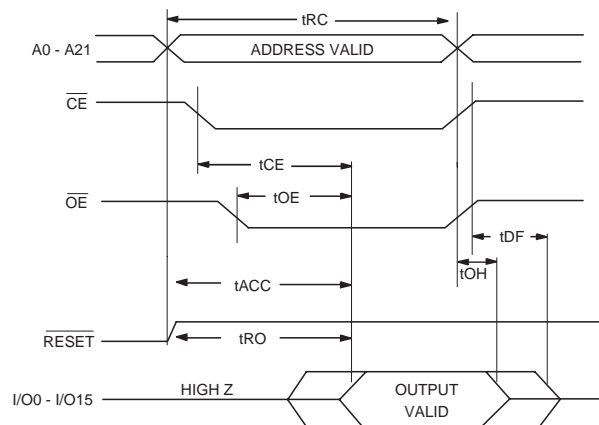 tRC
A0 - A21
ADDRESS VALID
CE
tCE
tOE
OE
tDF
tOH
tACC
RESET
tRO
HIGH Z
I/O0 - I/O15
OUTPUT
VALID